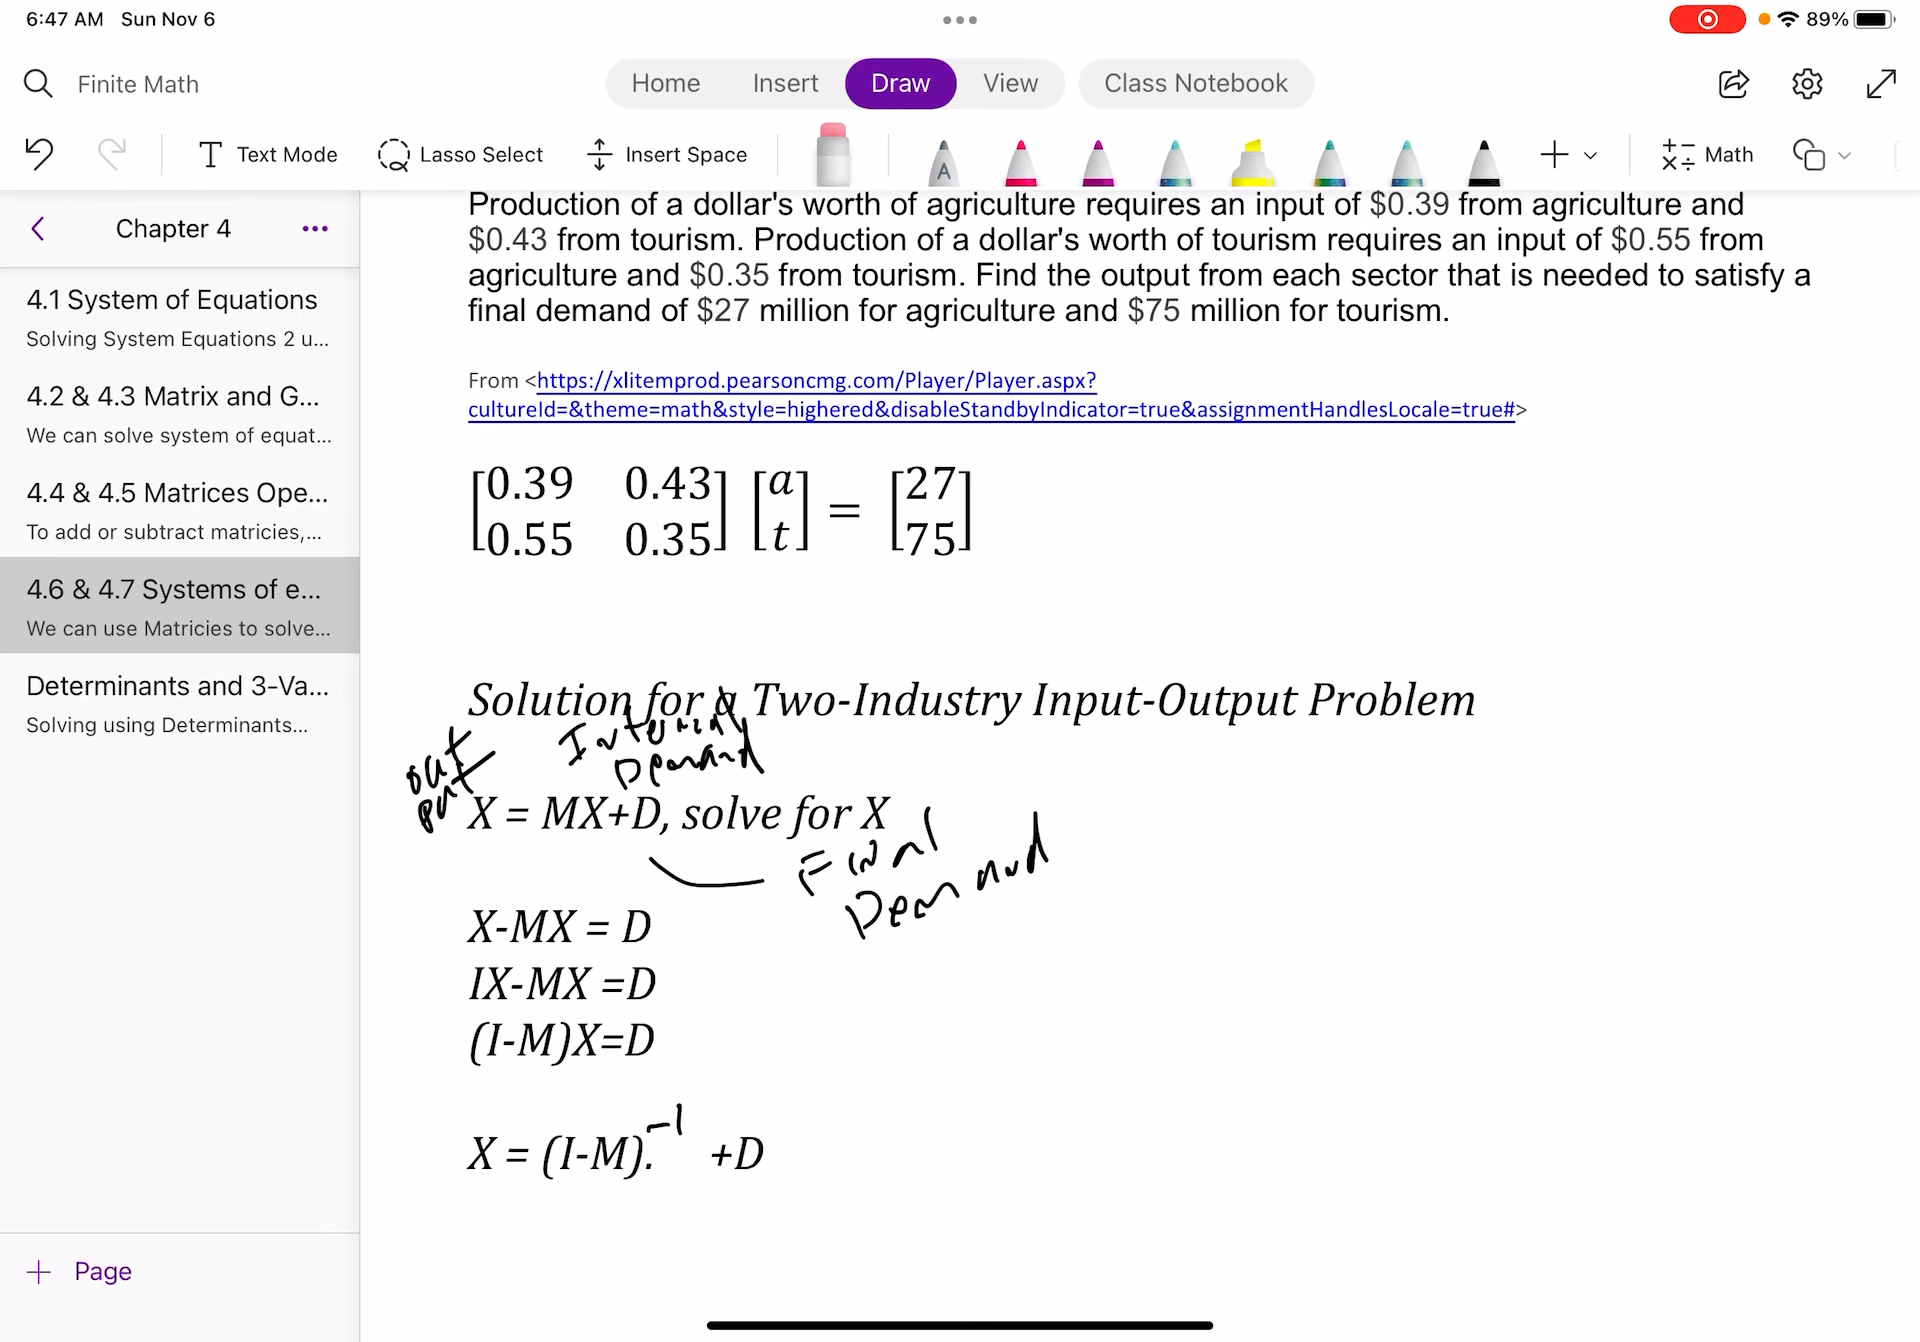 6:47 AM Sun Nov 6
89%
Finite Math
Home Insert Draw View Class Notebook
Text Mode Lasso Select Insert Space A Math
Chapter 4
4.1 System of Equations
Solving System Equations 2 u...
4.2 & 4.3 Matrix and G...
We can solve system of equat...
4.4 & 4.5 Matrices Ope...
To add or subtract matricies,...
4.6 & 4.7 Systems of e...
We can use Matricies to solve...
Determinants and 3-Va...
Solving using Determinants...
+ Page
Production of a dollar's worth of agriculture requires an input of $0.39 from agriculture and
$0.43 from tourism. Production of a dollar's worth of tourism requires an input of $0.55 from
agriculture and $0.35 from tourism. Find the output from each sector that is needed to satisfy a
final demand of $27 million for agriculture and $75 million for tourism.
From <https://xlitemprod.pearsoncmg.com/Player/Player.aspx?
cultureId=&theme=math&style=highered&disableStandbyIndicator=true&assignmentHandlesLocale=true#>
[0.39 0.43] [a] = [27]
[0.55 0.35] [t] [75]
Solution for a Two-Industry Input-Output Problem
Internal
Demand
out
put
X = MX+D, solve for X
Final
Demand
X-MX = D
IX-MX =D
(I-M)X=D
X = (I-M).⁻¹ +D